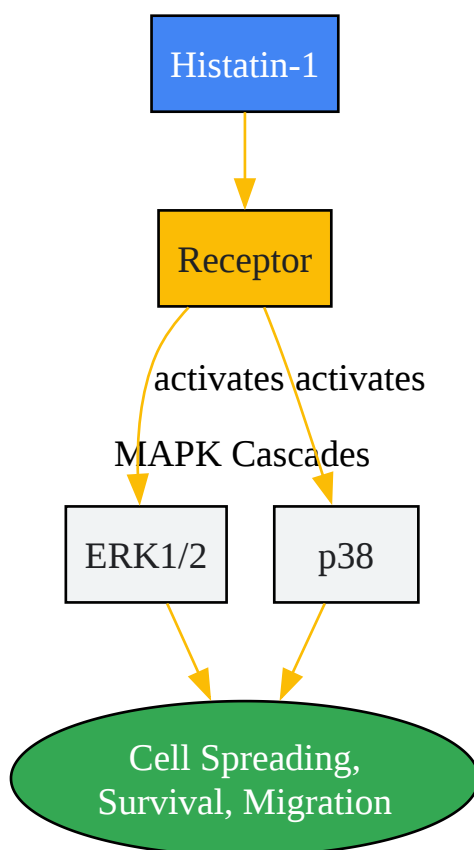 Histatin-1
Receptor
activates activates
MAPK Cascades
ERK1/2 p38
Cell Spreading,
Survival, Migration